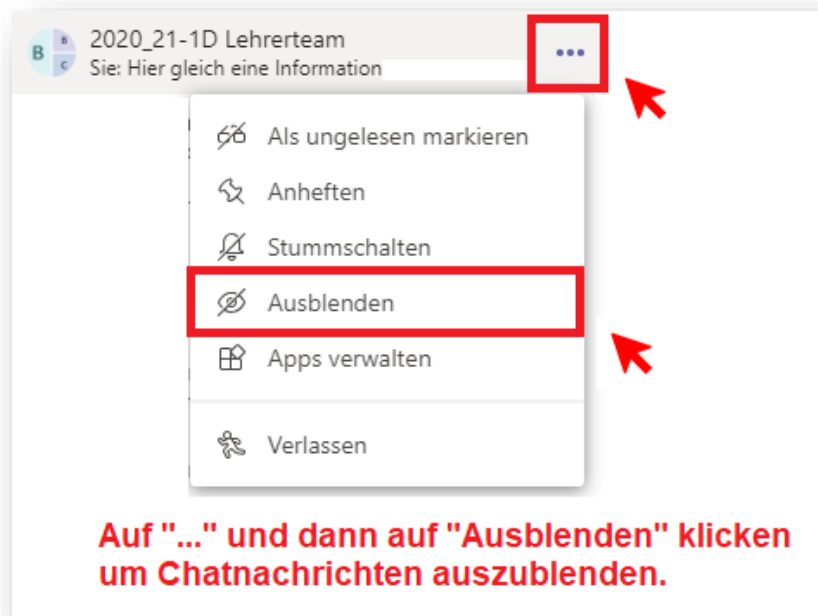 B B C 2020_21-1D Lehrerteam
Sie: Hier gleich eine Information
Als ungelesen markieren
Anheften
Stummschalten
Ausblenden
Apps verwalten
Verlassen
Auf "..." und dann auf "Ausblenden" klicken
um Chatnachrichten auszublenden.